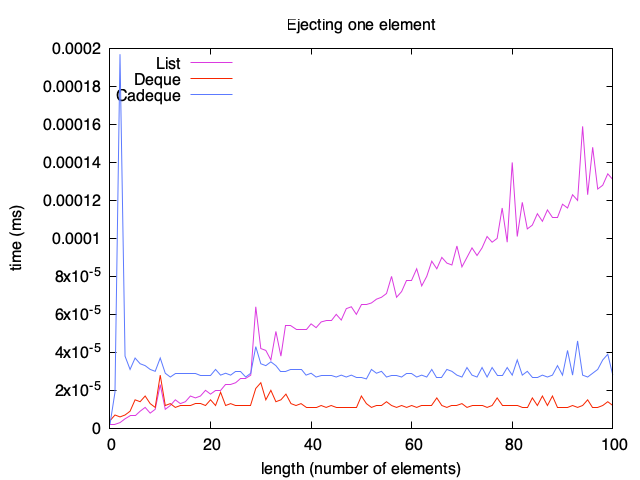 Ejecting one element
0.0002
0.00018
0.00016
0.00014
0.00012
0.0001
8x10-5
6x10-5
4x10-5
2x10-5
0
List
Deque
Cadeque
time (ms)
0 20 40 60 80 100
length (number of elements)